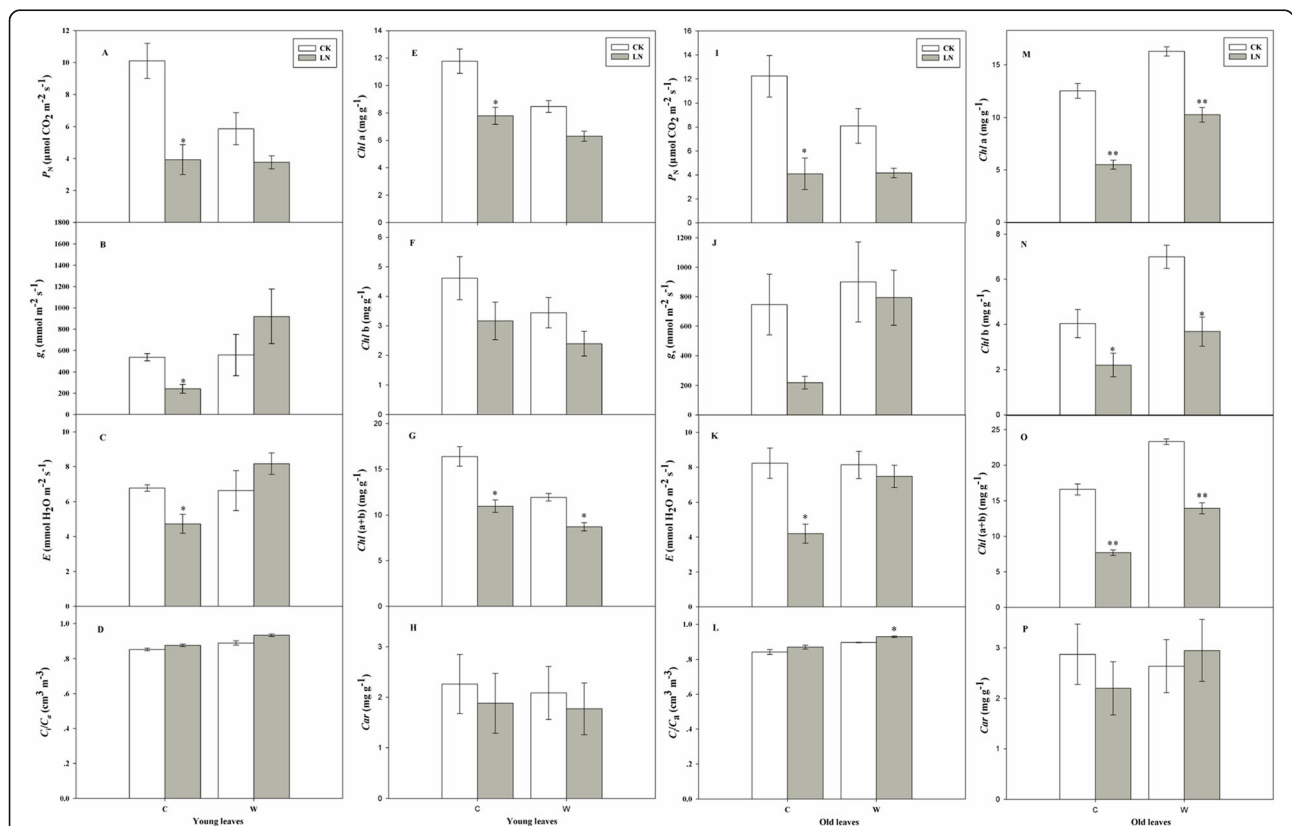 A
CK
LN
P_N (µmol CO₂ m⁻² s⁻¹)
12
10
8
6
4
2
*
B
g_s (mmol m⁻² s⁻¹)
1800
1600
1400
1200
1000
800
600
400
200
0
*
C
E (mmol H₂O m⁻² s⁻¹)
10
8
6
4
2
0
*
D
C_i/C_a (cm³ m⁻³)
1.0
.8
.6
.4
.2
0.0
C W
Young leaves
E
CK
LN
Chl a (mg g⁻¹)
14
12
10
8
6
4
2
0
*
F
Chl b (mg g⁻¹)
6
5
4
3
2
1
0
G
Chl (a+b) (mg g⁻¹)
20
15
10
5
0
*
*
H
Car (mg g⁻¹)
4
3
2
1
0
C W
Young leaves
I
CK
LN
P_N (µmol CO₂ m⁻² s⁻¹)
16
14
12
10
8
6
4
2
0
*
J
g_s (mmol m⁻² s⁻¹)
1200
1000
800
600
400
200
0
K
E (mmol H₂O m⁻² s⁻¹)
10
8
6
4
2
0
*
L
C_i/C_a (cm³ m⁻³)
1.0
.8
.6
.4
.2
0.0
*
C W
Old leaves
M
CK
LN
Chl a (mg g⁻¹)
15
10
5
0
**
**
N
Chl b (mg g⁻¹)
8
6
4
2
0
*
*
O
Chl (a+b) (mg g⁻¹)
25
20
15
10
5
0
**
**
P
Car (mg g⁻¹)
3
2
1
0
C W
Old leaves